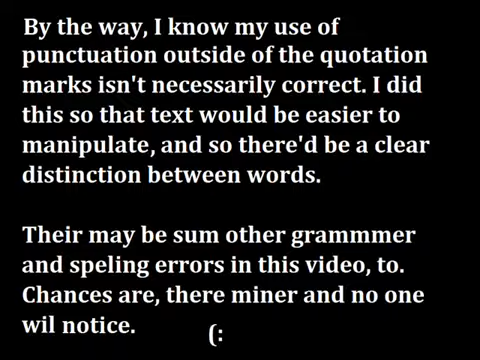 By the way, I know my use of
punctuation outside of the quotation
marks isn't necessarily correct. I did
this so that text would be easier to
manipulate, and so there'd be a clear
distinction between words.
Their may be sum other grammmer
and speling errors in this video, to.
Chances are, there miner and no one
wil notice.
(: